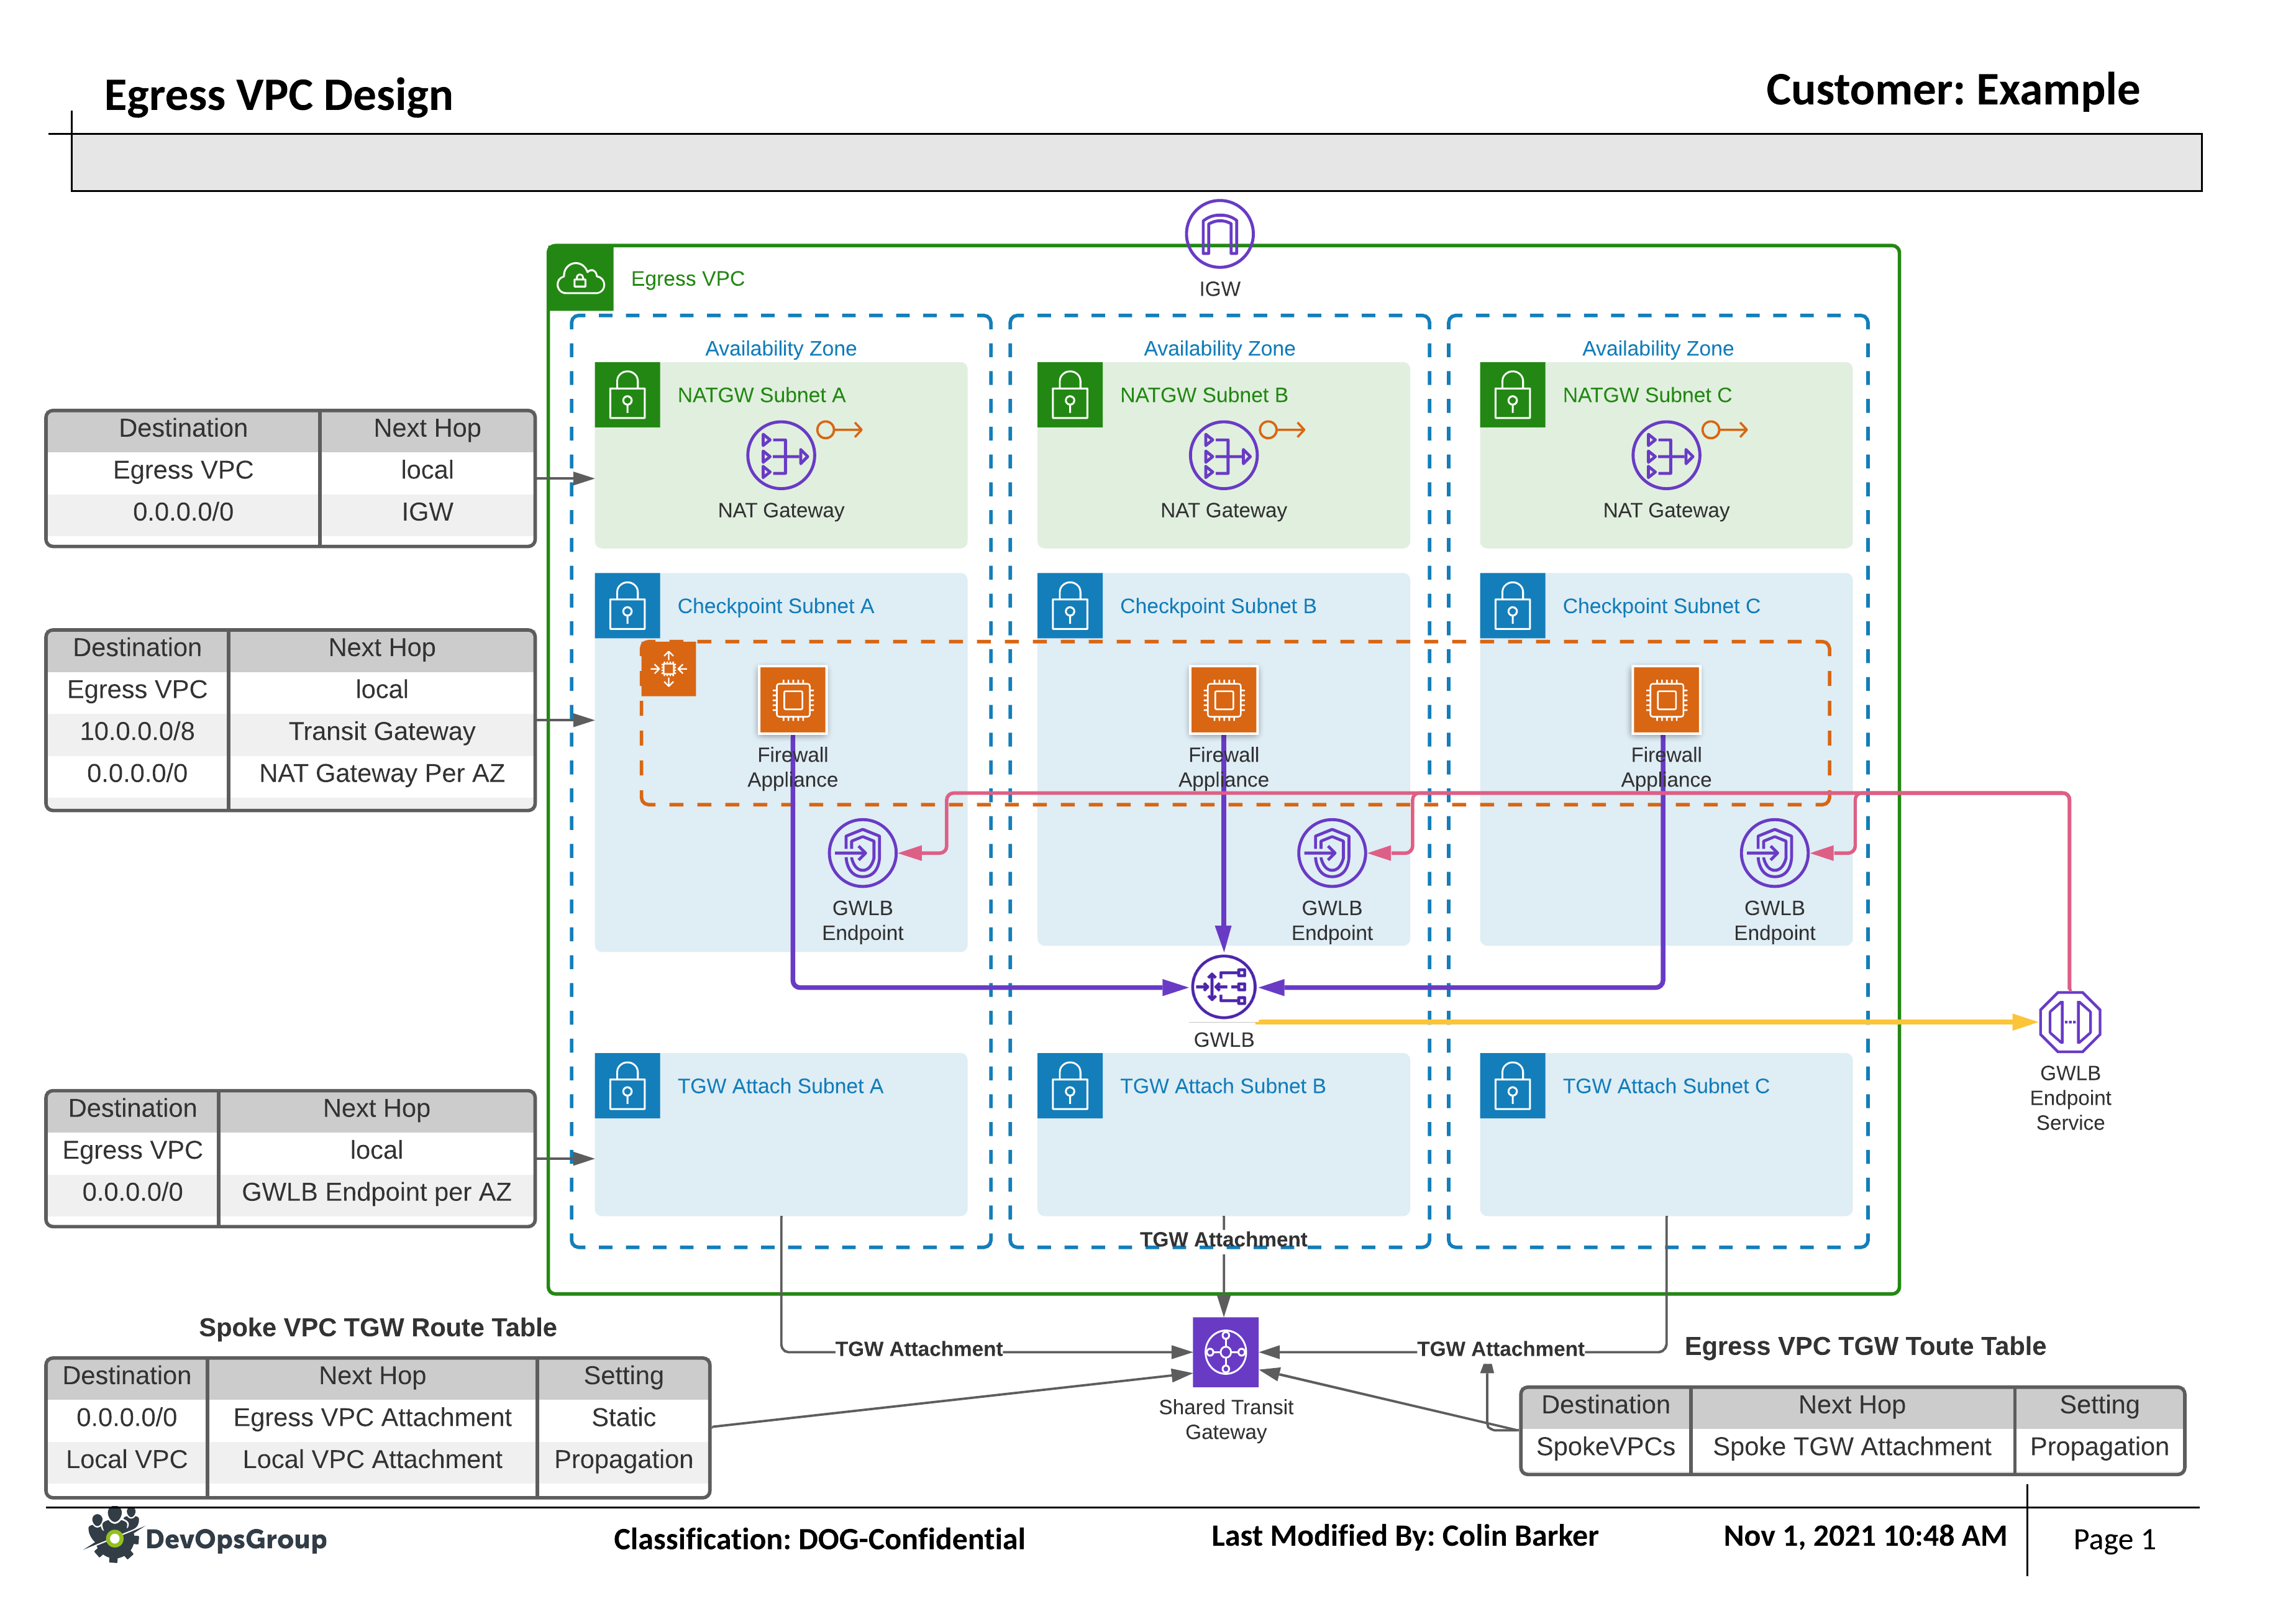 Egress VPC Design
Customer: Example
IGW
Egress VPC
Availability Zone
Availability Zone
Availability Zone
NATGW Subnet A
NATGW Subnet B
NATGW Subnet C
NAT Gateway
NAT Gateway
NAT Gateway
Destination Next Hop
Egress VPC local
0.0.0.0/0 IGW
Checkpoint Subnet A
Checkpoint Subnet B
Checkpoint Subnet C
Destination Next Hop
Egress VPC local
10.0.0.0/8 Transit Gateway
0.0.0.0/0 NAT Gateway Per AZ
Firewall
Appliance
Firewall
Appliance
Firewall
Appliance
GWLB
Endpoint
GWLB
Endpoint
GWLB
Endpoint
GWLB
GWLB
Endpoint
Service
TGW Attach Subnet A
TGW Attach Subnet B
TGW Attach Subnet C
Destination Next Hop
Egress VPC local
0.0.0.0/0 GWLB Endpoint per AZ
TGW Attachment
TGW Attachment
TGW Attachment
Shared Transit
Gateway
Spoke VPC TGW Route Table
Destination Next Hop Setting
0.0.0.0/0 Egress VPC Attachment Static
Local VPC Local VPC Attachment Propagation
Egress VPC TGW Toute Table
Destination Next Hop Setting
SpokeVPCs Spoke TGW Attachment Propagation
DevOpsGroup
Classification: DOG-Confidential
Last Modified By: Colin Barker
Nov 1, 2021 10:48 AM
Page 1